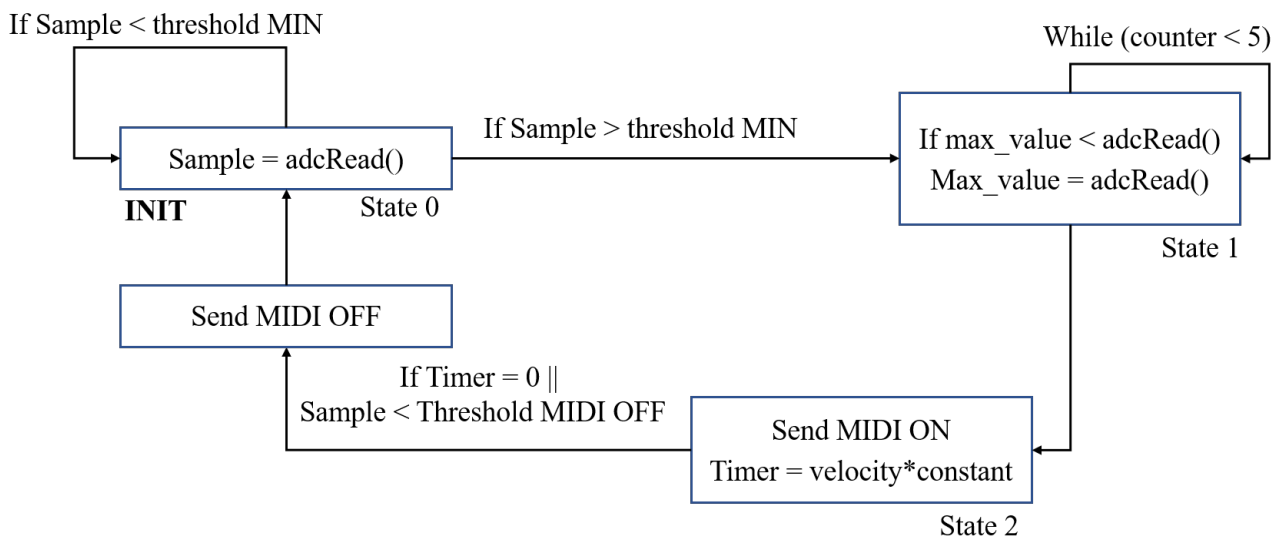 If Sample < threshold MIN
While (counter < 5)
If Sample > threshold MIN
Sample = adcRead()
INIT
State 0
If max_value < adcRead()
Max_value = adcRead()
State 1
Send MIDI OFF
If Timer = 0 ||
Sample < Threshold MIDI OFF
Send MIDI ON
Timer = velocity*constant
State 2